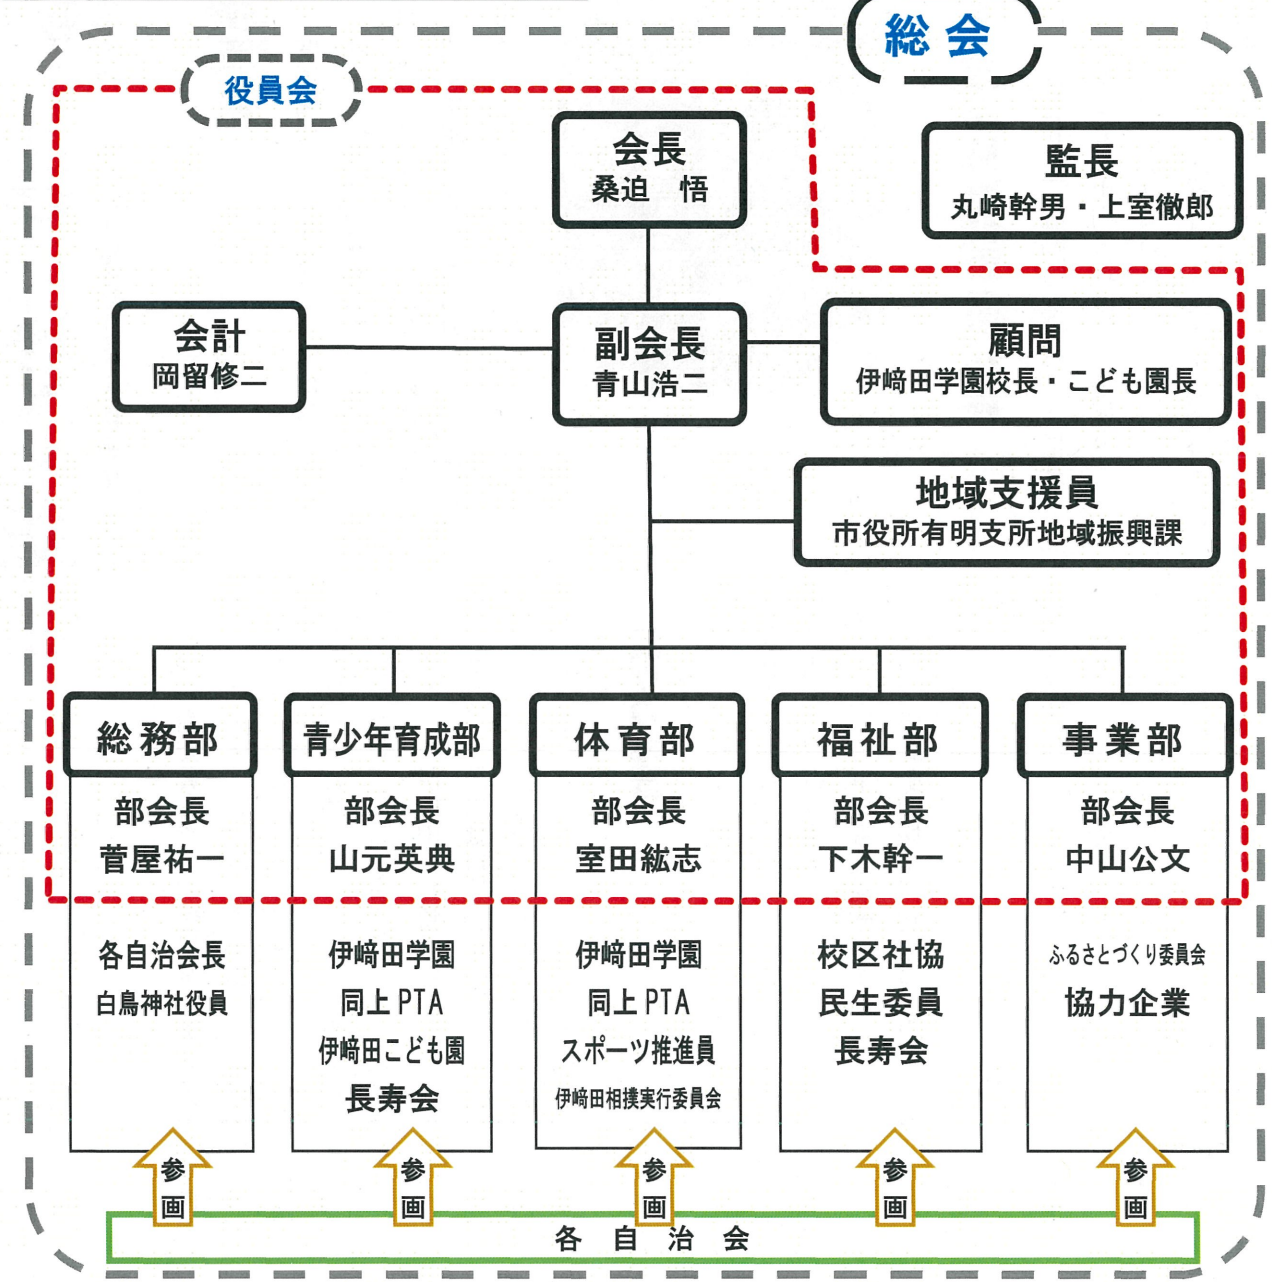 総会
役員会
会長
桑迫 悟
監長
丸崎幹男・上室徹郎
会計
岡留修二
副会長
青山浩二
顧問
伊﨑田学園校長・こども園長
地域支援員
市役所有明支所地域振興課
総務部
部会長
菅屋祐一
各自治会長
白鳥神社役員
青少年育成部
部会長
山元英典
伊﨑田学園
同上PTA
伊﨑田こども園
長寿会
体育部
部会長
室田紘志
伊﨑田学園
同上PTA
スポーツ推進員
伊﨑田相撲実行委員会
福祉部
部会長
下木幹一
校区社協
民生委員
長寿会
事業部
部会長
中山公文
ふるさとづくり委員会
協力企業
参画
参画
参画
参画
参画
各自治会